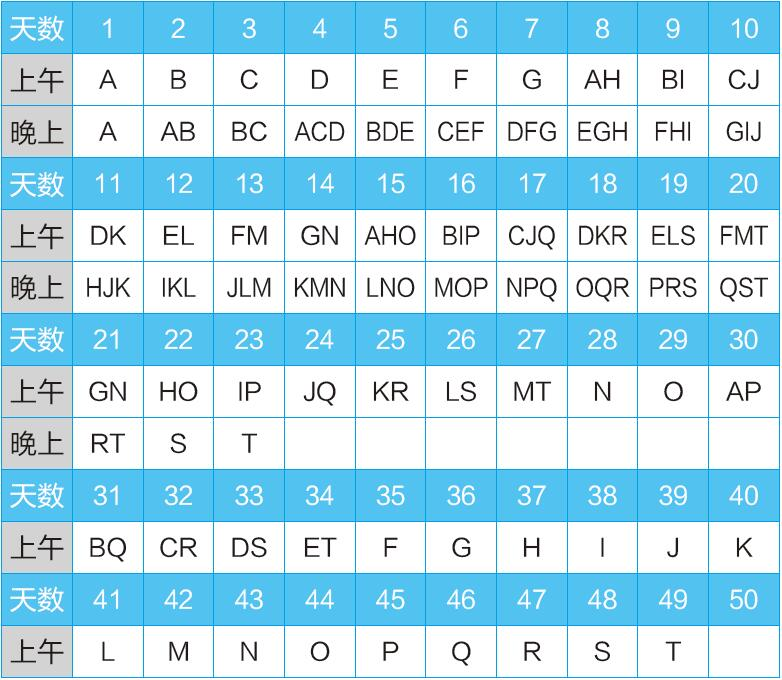 天数 1 2 3 4 5 6 7 8 9 10
上午 A B C D E F G AH BI CJ
晚上 A AB BC ACD BDE CEF DFG EGH FHI GIJ
天数 11 12 13 14 15 16 17 18 19 20
上午 DK EL FM GN AHO BIP CJQ DKR ELS FMT
晚上 HJK IKL JLM KMN LNO MOP NPQ OQR PRS QST
天数 21 22 23 24 25 26 27 28 29 30
上午 GN HO IP JQ KR LS MT N O AP
晚上 RT S T
天数 31 32 33 34 35 36 37 38 39 40
上午 BQ CR DS ET F G H I J K
天数 41 42 43 44 45 46 47 48 49 50
上午 L M N O P Q R S T